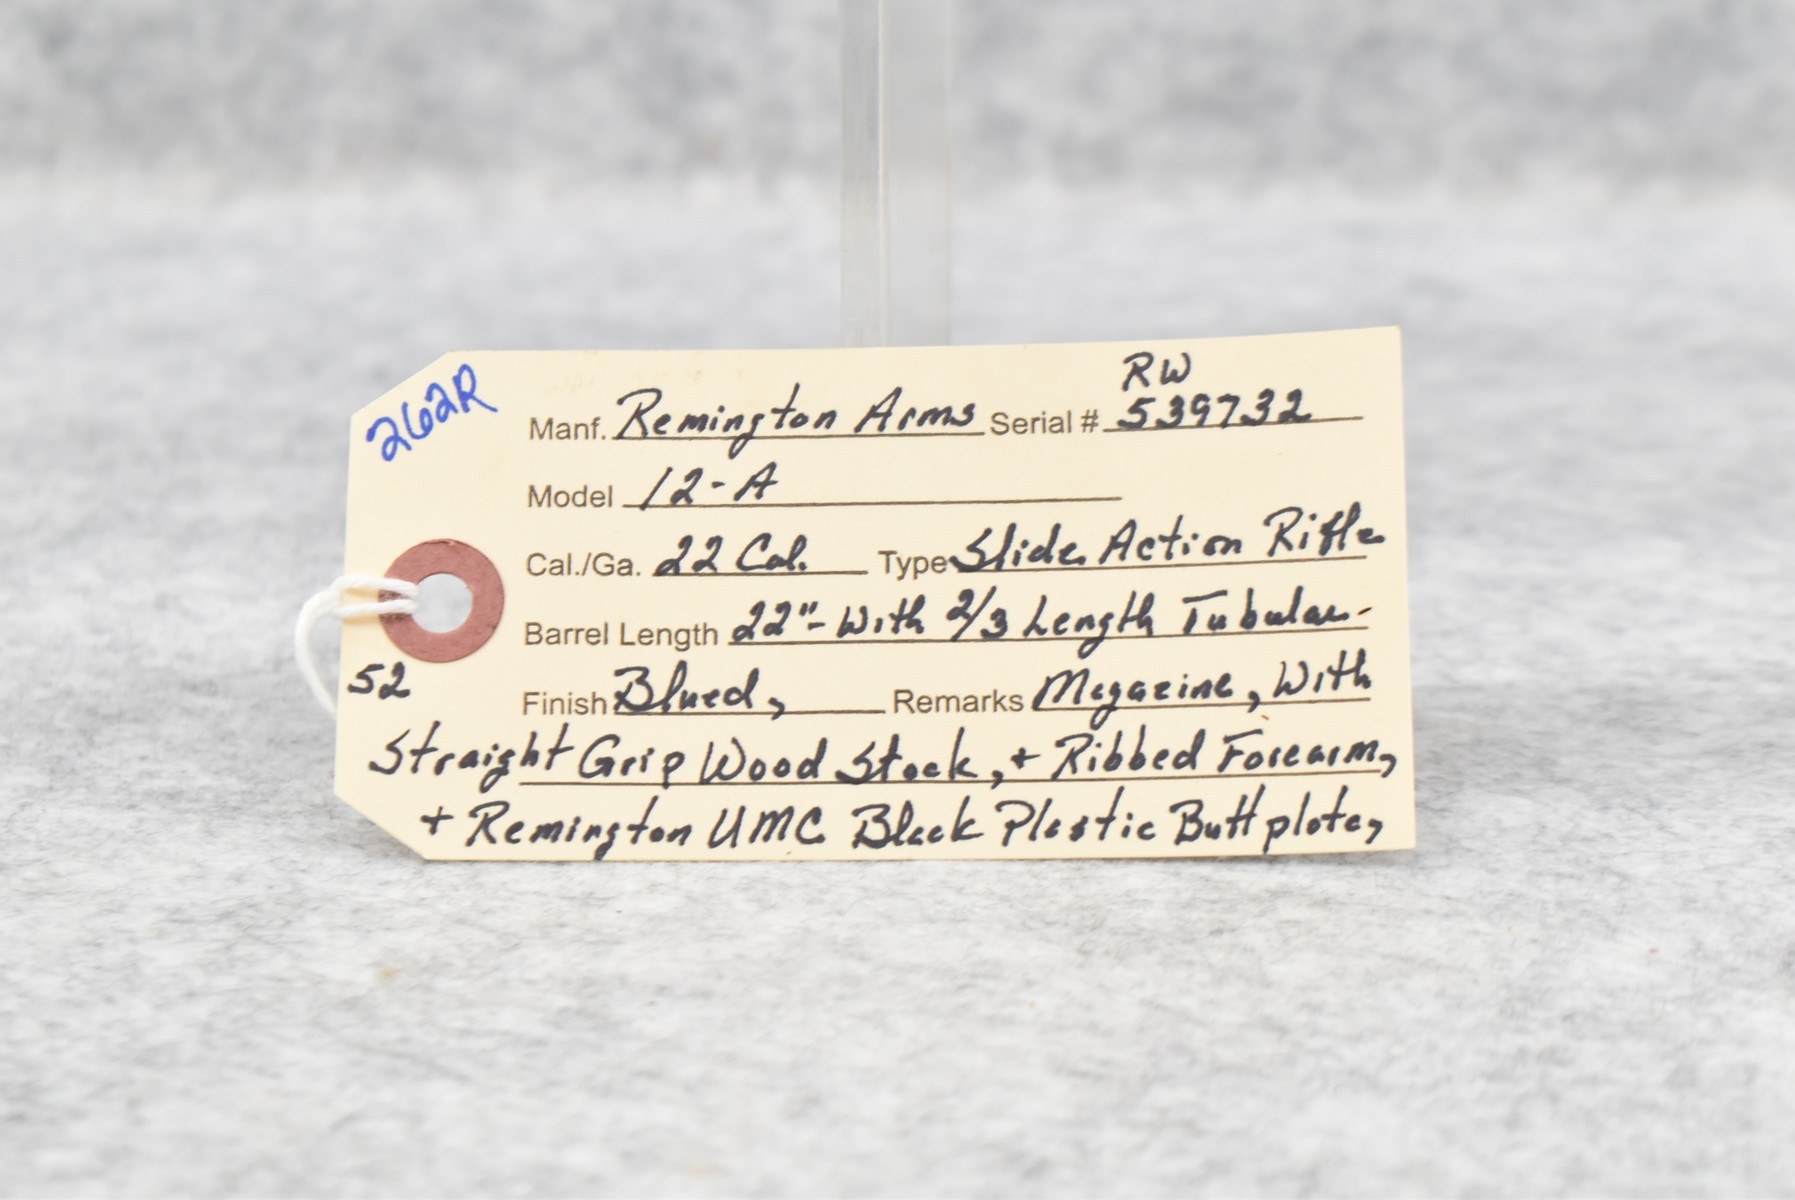 262R
RW
Manf. Remington Arms Serial # 539732
Model 12-A
Cal./Ga. 22 Cal. Type Slide Action Rifle
Barrel Length 22"- With 2/3 Length Tubular-
52
Finish Blued, Remarks Magazine, With
Straight Grip Wood Stock, + Ribbed Forearm,
+ Remington UMC Black Plastic Buttplate,